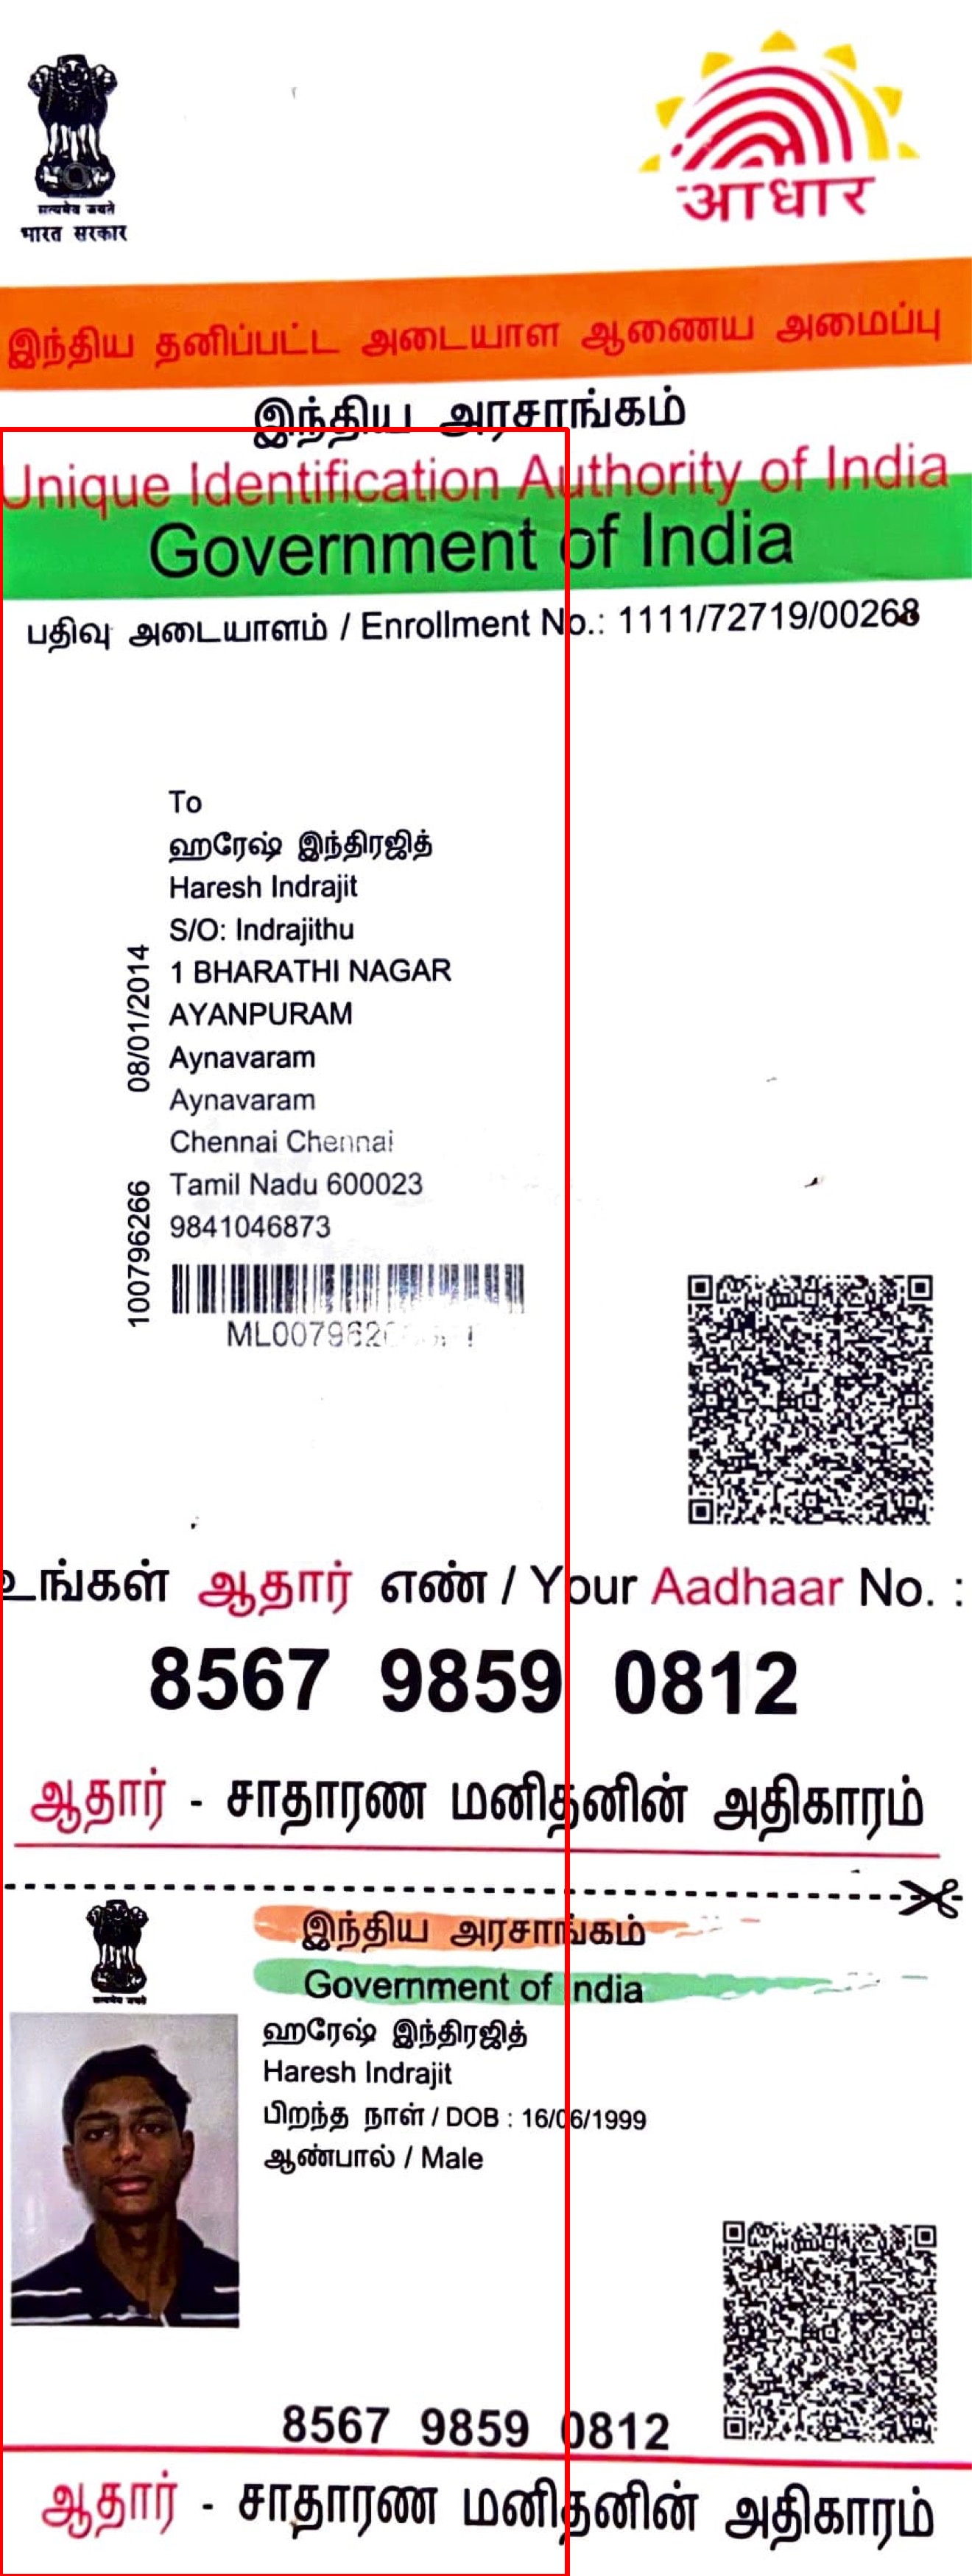 सत्यमेव जयते
भारत सरकार
आधार
இந்திய தனிப்பட்ட அடையாள ஆணைய அமைப்பு
இந்திய அரசாங்கம்
Unique Identification Authority of India
Government of India
பதிவு அடையாளம் / Enrollment No.: 1111/72719/00268
To
ஹரேஷ் இந்திரஜித்
Haresh Indrajit
S/O: Indrajithu
1 BHARATHI NAGAR
AYANPURAM
Aynavaram
Aynavaram
Chennai Chennai
Tamil Nadu 600023
9841046873
08/01/2014
100796266
உங்கள் ஆதார் எண் / Your Aadhaar No. :
8567 9859 0812
ஆதார் - சாதாரண மனிதனின் அதிகாரம்
सत्यमेव जयते
இந்திய அரசாங்கம்
Government of India
ஹரேஷ் இந்திரஜித்
Haresh Indrajit
பிறந்த நாள் / DOB : 16/06/1999
ஆண்பால் / Male
8567 9859 0812
ஆதார் - சாதாரண மனிதனின் அதிகாரம்